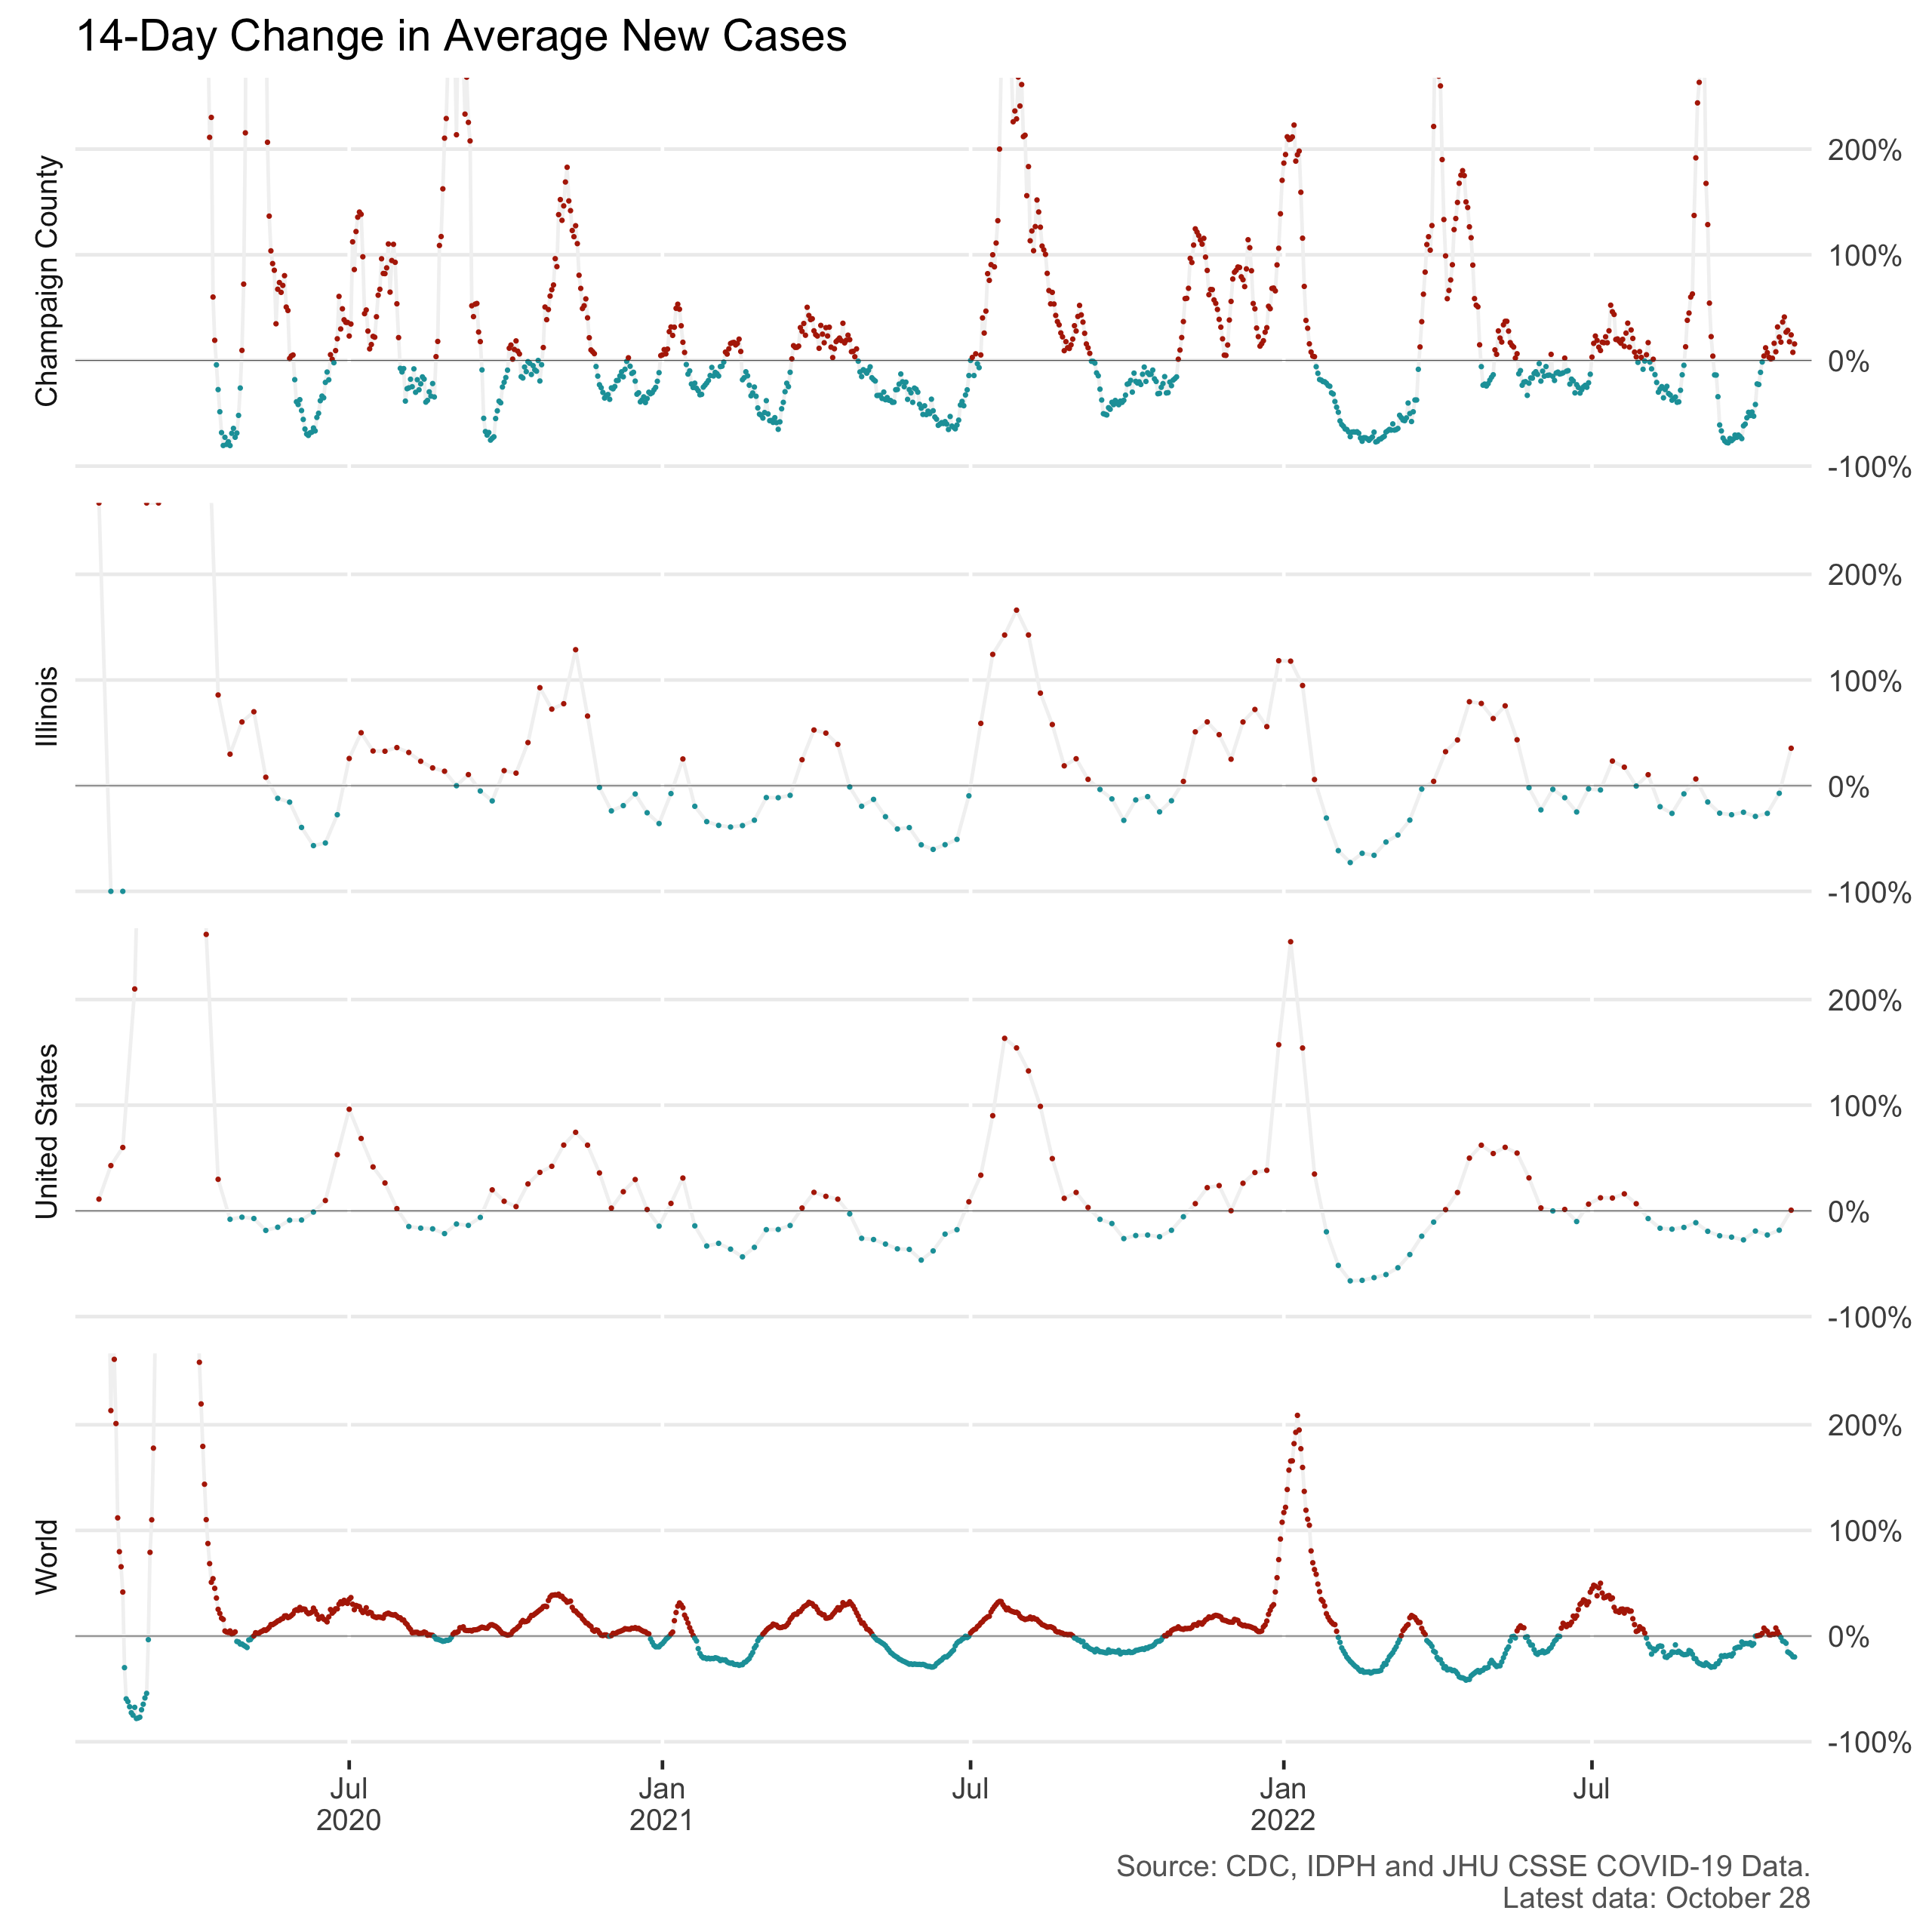 14-Day Change in Average New Cases
Champaign County
200%
100%
0%
-100%
Illinois
200%
100%
0%
-100%
United States
200%
100%
0%
-100%
World
200%
100%
0%
-100%
Jul
2020
Jan
2021
Jul
Jan
2022
Jul
Source: CDC, IDPH and JHU CSSE COVID-19 Data.
Latest data: October 28